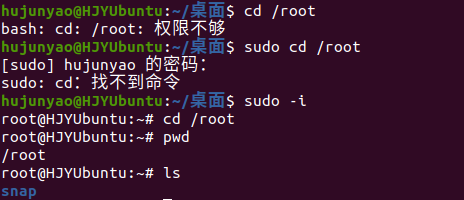 hujunyao@HJYUbuntu:~/桌面$ cd /root
bash: cd: /root: 权限不够
hujunyao@HJYUbuntu:~/桌面$ sudo cd /root
[sudo] hujunyao 的密码：
sudo: cd：找不到命令
hujunyao@HJYUbuntu:~/桌面$ sudo -i
root@HJYUbuntu:~# cd /root
root@HJYUbuntu:~# pwd
/root
root@HJYUbuntu:~# ls
snap